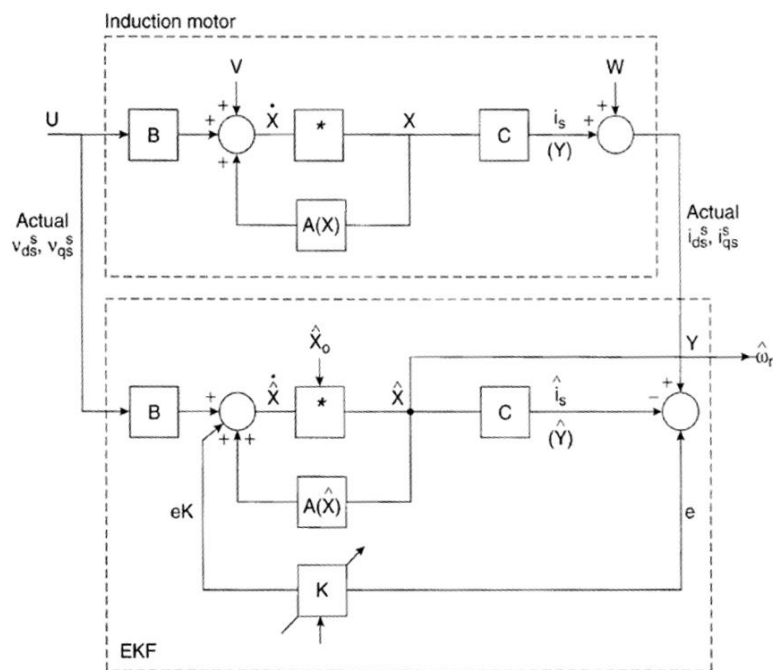 Induction motor
V
W
U
B
+
+
+
Ẋ
*
X
C
i_s
(Y)
+
+
A(X)
Actual
v_ds^s, v_qs^s
Actual
i_ds^s, i_qs^s
X̂_o
Y
ω̂_r
B
+
+
+
X̂̇
*
X̂
C
î_s
(Ŷ)
+
−
A(X̂)
eK
e
K
EKF